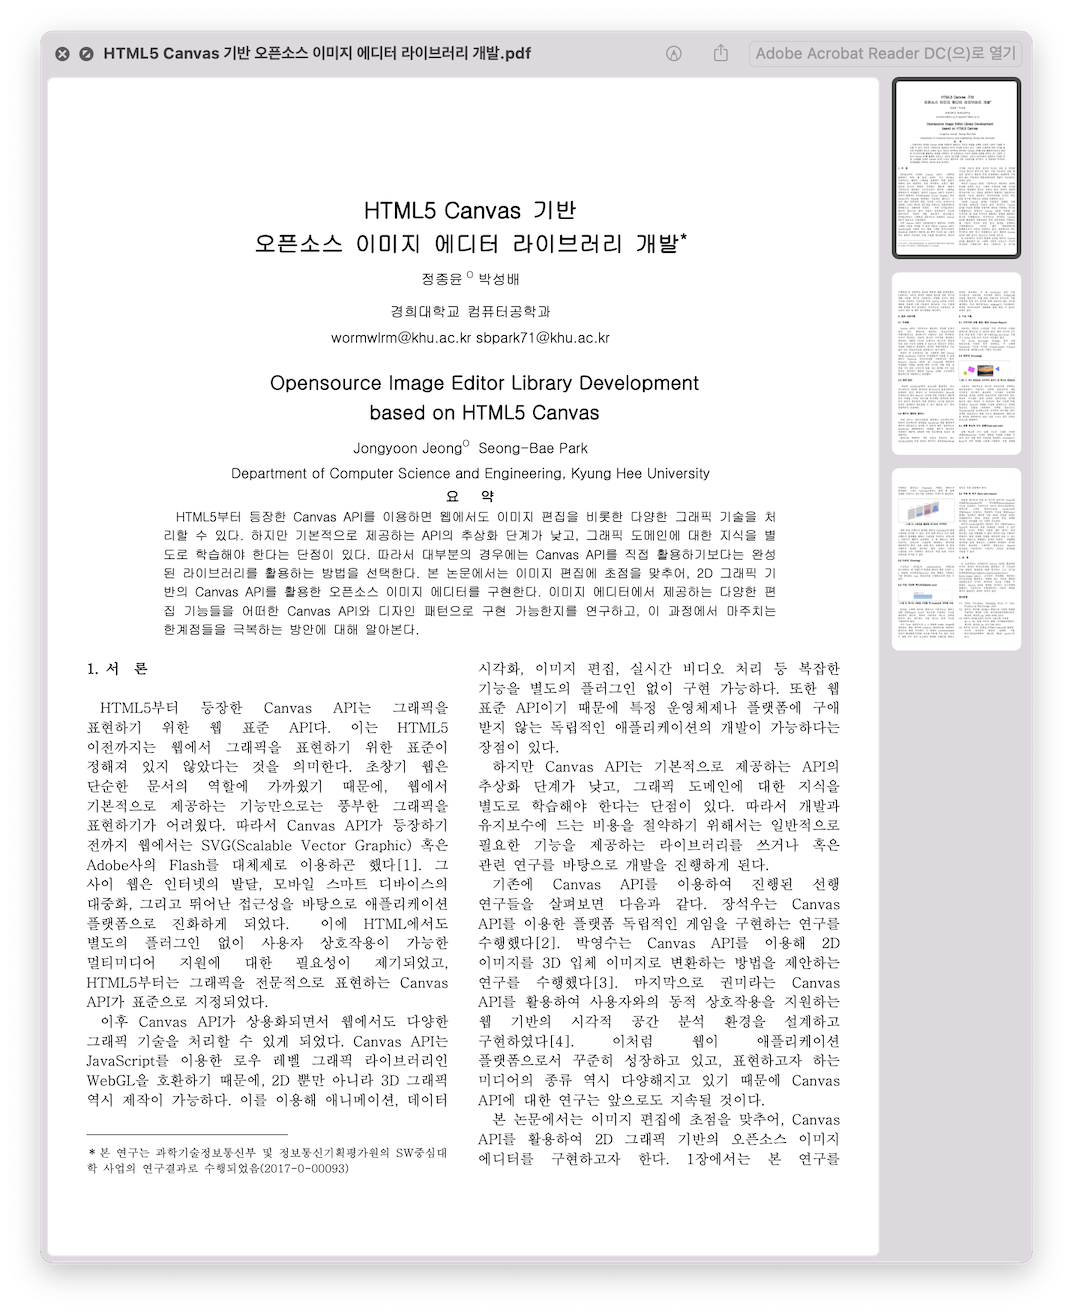 HTML5 Canvas 기반 오픈소스 이미지 에디터 라이브러리 개발.pdf
Adobe Acrobat Reader DC(으)로 열기
HTML5 Canvas 기반
오픈소스 이미지 에디터 라이브러리 개발*
정종윤O 박성배
경희대학교 컴퓨터공학과
wormwlrm@khu.ac.kr sbpark71@khu.ac.kr
Opensource Image Editor Library Development
based on HTML5 Canvas
Jongyoon JeongO Seong-Bae Park
Department of Computer Science and Engineering, Kyung Hee University
요 약
HTML5부터 등장한 Canvas API를 이용하면 웹에서도 이미지 편집을 비롯한 다양한 그래픽 기술을 처
리할 수 있다. 하지만 기본적으로 제공하는 API의 추상화 단계가 낮고, 그래픽 도메인에 대한 지식을 별
도로 학습해야 한다는 단점이 있다. 따라서 대부분의 경우에는 Canvas API를 직접 활용하기보다는 완성
된 라이브러리를 활용하는 방법을 선택한다. 본 논문에서는 이미지 편집에 초점을 맞추어, 2D 그래픽 기
반의 Canvas API를 활용한 오픈소스 이미지 에디터를 구현한다. 이미지 에디터에서 제공하는 다양한 편
집 기능들을 어떠한 Canvas API와 디자인 패턴으로 구현 가능한지를 연구하고, 이 과정에서 마주치는
한계점들을 극복하는 방안에 대해 알아본다.
1. 서 론
HTML5부터 등장한 Canvas API는 그래픽을
표현하기 위한 웹 표준 API다. 이는 HTML5
이전까지는 웹에서 그래픽을 표현하기 위한 표준이
정해져 있지 않았다는 것을 의미한다. 초창기 웹은
단순한 문서의 역할에 가까웠기 때문에, 웹에서
기본적으로 제공하는 기능만으로는 풍부한 그래픽을
표현하기가 어려웠다. 따라서 Canvas API가 등장하기
전까지 웹에서는 SVG(Scalable Vector Graphic) 혹은
Adobe사의 Flash를 대체제로 이용하곤 했다[1]. 그
사이 웹은 인터넷의 발달, 모바일 스마트 디바이스의
대중화, 그리고 뛰어난 접근성을 바탕으로 애플리케이션
플랫폼으로 진화하게 되었다. 이에 HTML에서도
별도의 플러그인 없이 사용자 상호작용이 가능한
멀티미디어 지원에 대한 필요성이 제기되었고,
HTML5부터는 그래픽을 전문적으로 표현하는 Canvas
API가 표준으로 지정되었다.
이후 Canvas API가 상용화되면서 웹에서도 다양한
그래픽 기술을 처리할 수 있게 되었다. Canvas API는
JavaScript를 이용한 로우 레벨 그래픽 라이브러리인
WebGL을 호환하기 때문에, 2D 뿐만 아니라 3D 그래픽
역시 제작이 가능하다. 이를 이용해 애니메이션, 데이터
* 본 연구는 과학기술정보통신부 및 정보통신기획평가원의 SW중심대
학 사업의 연구결과로 수행되었음(2017-0-00093)
시각화, 이미지 편집, 실시간 비디오 처리 등 복잡한
기능을 별도의 플러그인 없이 구현 가능하다. 또한 웹
표준 API이기 때문에 특정 운영체제나 플랫폼에 구애
받지 않는 독립적인 애플리케이션의 개발이 가능하다는
장점이 있다.
하지만 Canvas API는 기본적으로 제공하는 API의
추상화 단계가 낮고, 그래픽 도메인에 대한 지식을
별도로 학습해야 한다는 단점이 있다. 따라서 개발과
유지보수에 드는 비용을 절약하기 위해서는 일반적으로
필요한 기능을 제공하는 라이브러리를 쓰거나 혹은
관련 연구를 바탕으로 개발을 진행하게 된다.
기존에 Canvas API를 이용하여 진행된 선행
연구들을 살펴보면 다음과 같다. 장석우는 Canvas
API를 이용한 플랫폼 독립적인 게임을 구현하는 연구를
수행했다[2]. 박영수는 Canvas API를 이용해 2D
이미지를 3D 입체 이미지로 변환하는 방법을 제안하는
연구를 수행했다[3]. 마지막으로 권미라는 Canvas
API를 활용하여 사용자와의 동적 상호작용을 지원하는
웹 기반의 시각적 공간 분석 환경을 설계하고
구현하였다[4]. 이처럼 웹이 애플리케이션
플랫폼으로서 꾸준히 성장하고 있고, 표현하고자 하는
미디어의 종류 역시 다양해지고 있기 때문에 Canvas
API에 대한 연구는 앞으로도 지속될 것이다.
본 논문에서는 이미지 편집에 초점을 맞추어, Canvas
API를 활용하여 2D 그래픽 기반의 오픈소스 이미지
에디터를 구현하고자 한다. 1장에서는 본 연구를